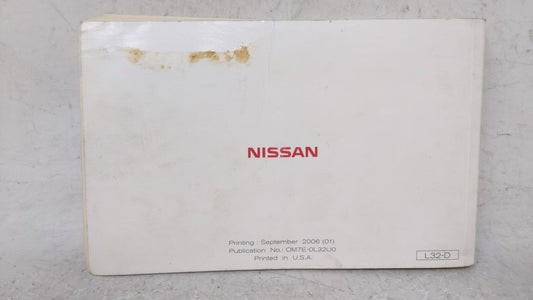 NISSAN
Printing : September 2006 (01)
Publication No.: OM7E-0L32U0
Printed in U.S.A.
L32-D